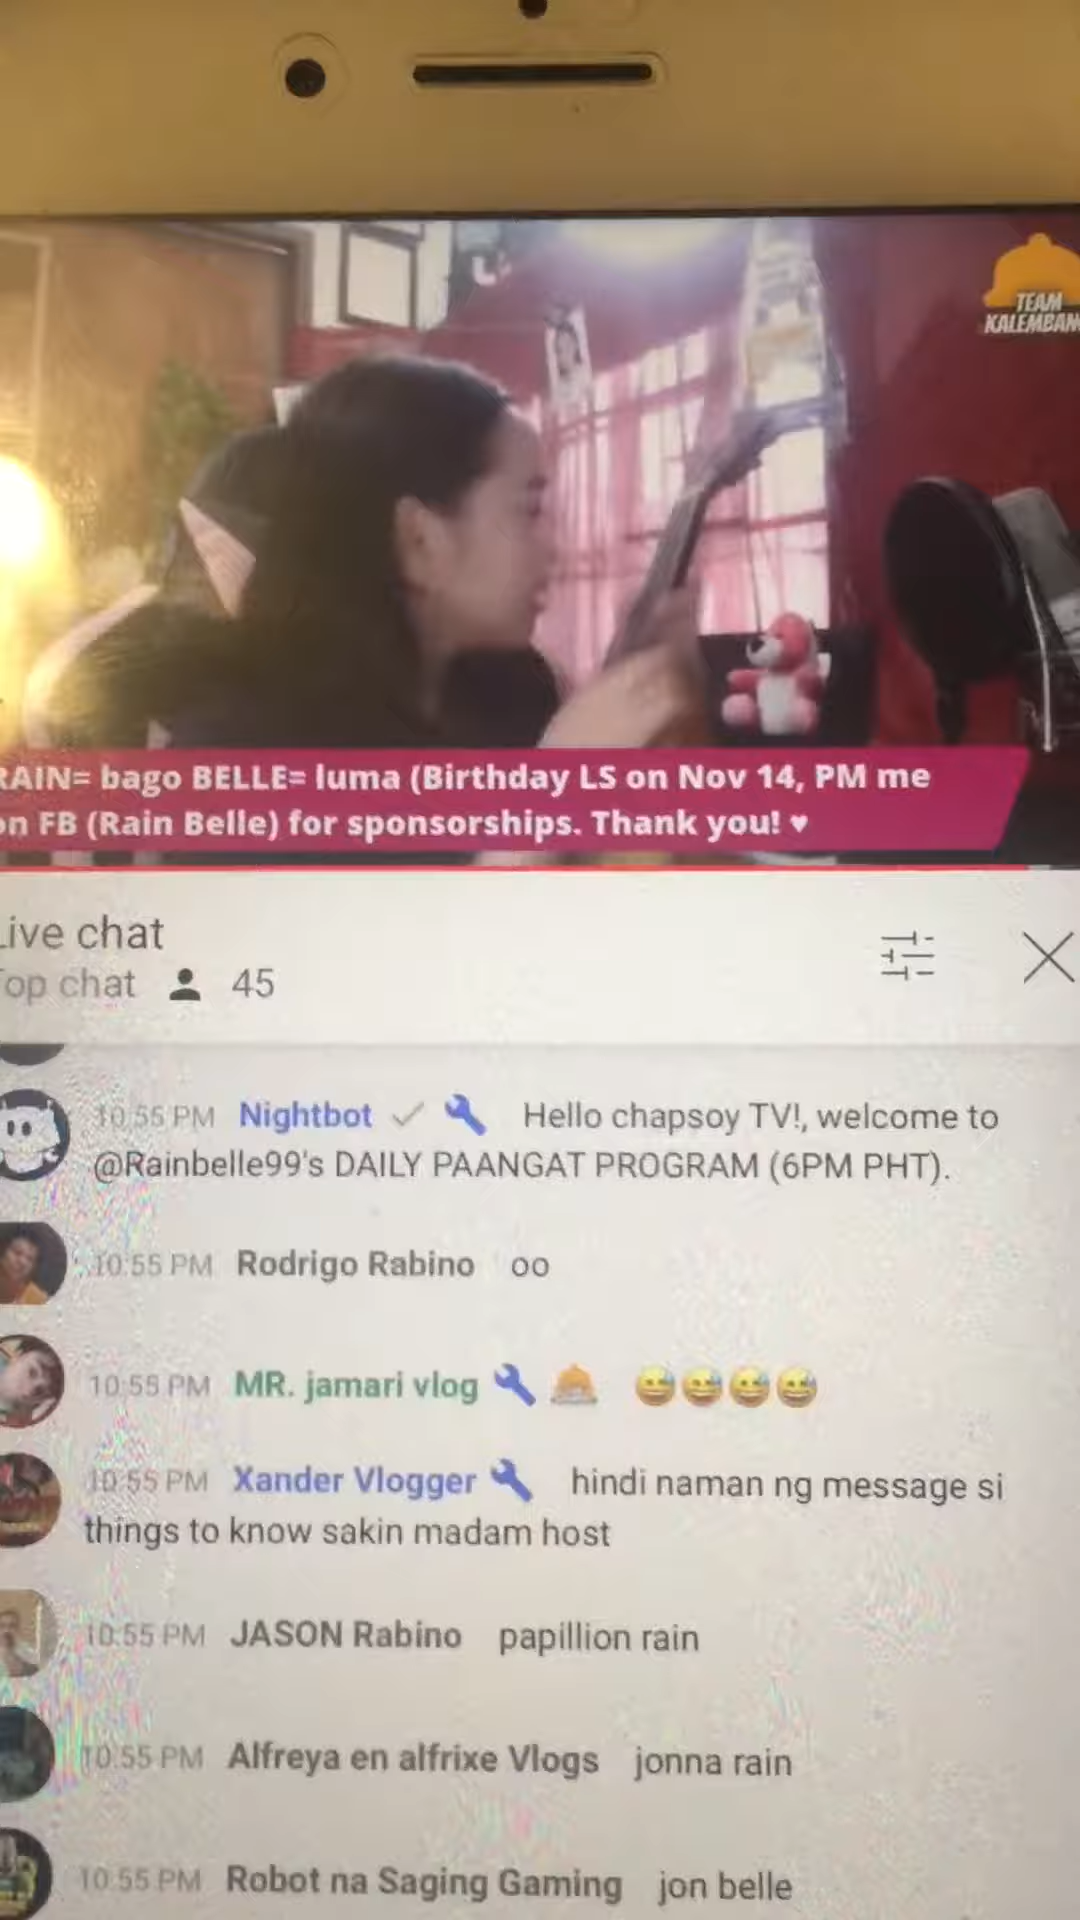 TEAM
KALEMBAN
RAIN= bago BELLE= luma (Birthday LS on Nov 14, PM me
on FB (Rain Belle) for sponsorships. Thank you! ♥
Live chat
Top chat 45
10:55 PM Nightbot ✓ 🔧 Hello chapsoy TV!, welcome to
@Rainbelle99's DAILY PAANGAT PROGRAM (6PM PHT).
10:55 PM Rodrigo Rabino oo
10:55 PM MR. jamari vlog 😅😅😅😅
10:55 PM Xander Vlogger hindi naman ng message si
things to know sakin madam host
10:55 PM JASON Rabino papillion rain
10:55 PM Alfreya en alfrixe Vlogs jonna rain
10:55 PM Robot na Saging Gaming jon belle